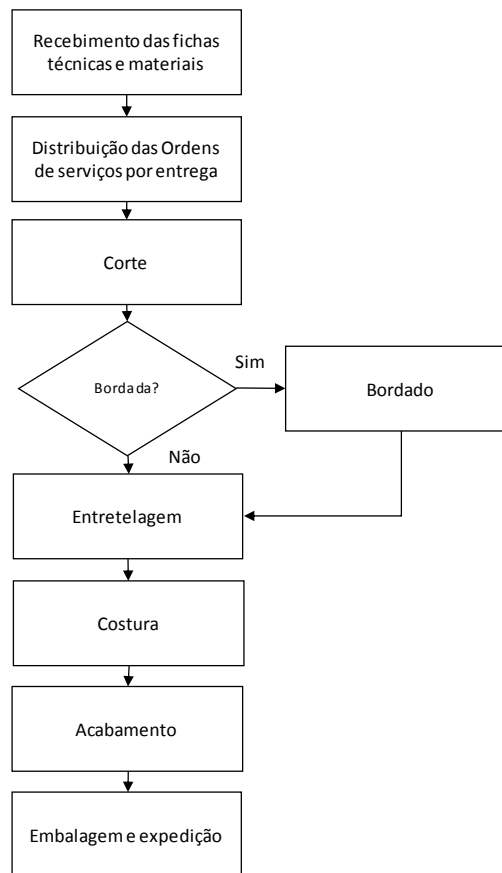 Recebimento das fichas
técnicas e materiais
Distribuição das Ordens
de serviços por entrega
Corte
Bordada?
Sim
Bordado
Não
Entretelagem
Costura
Acabamento
Embalagem e expedição